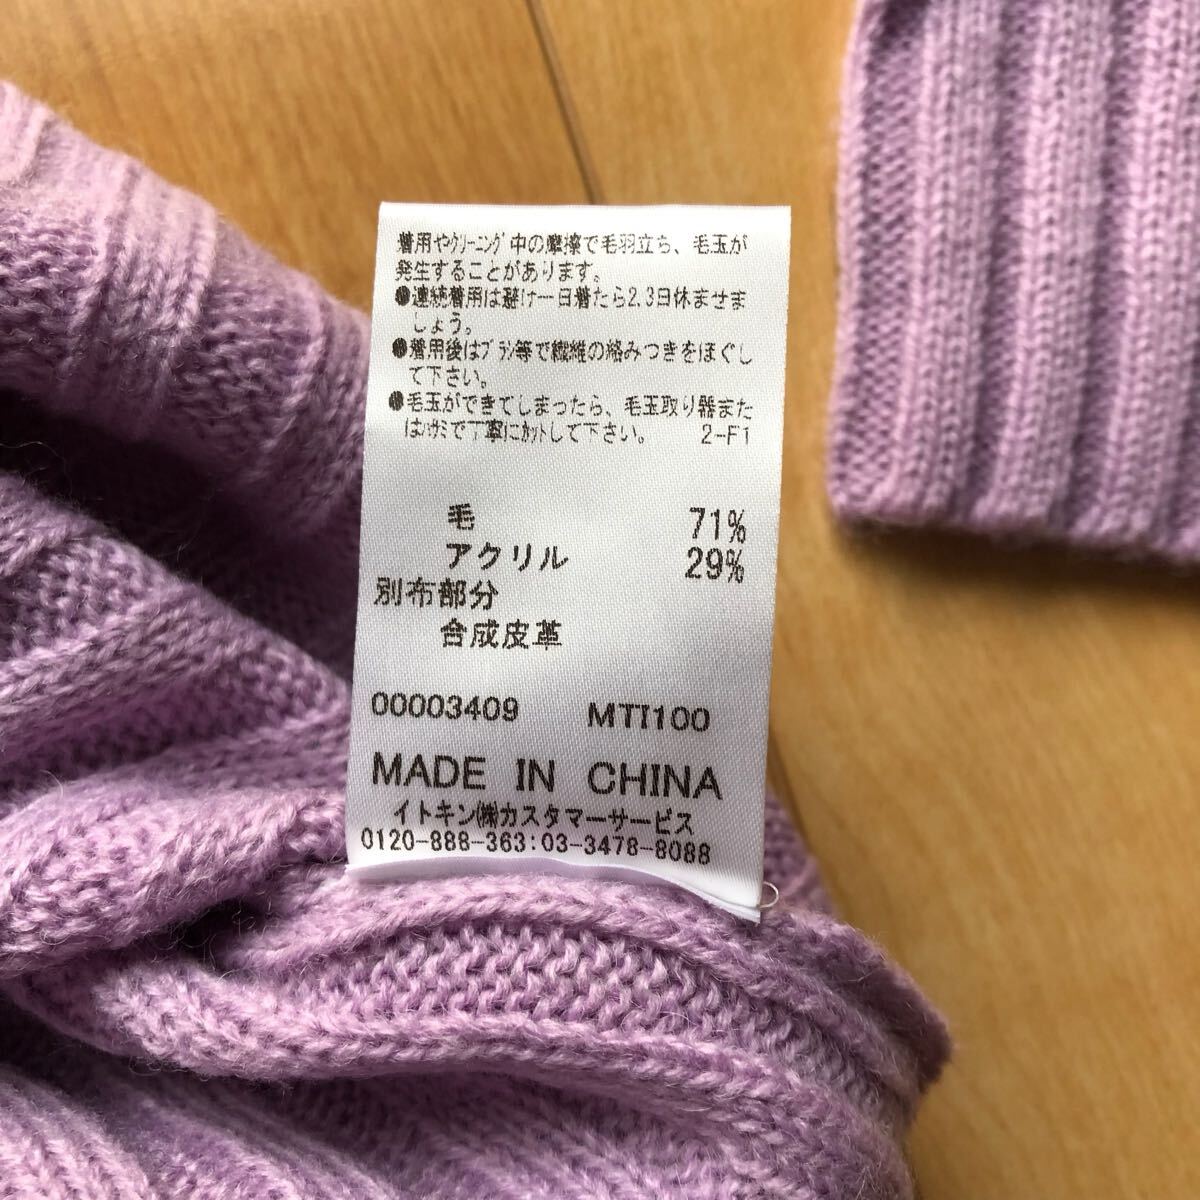 着用やｸﾘｰﾆﾝｸﾞ中の摩擦で毛羽立ち、毛玉が
発生することがあります。
●連続着用は避け一日着たら2.3日休ませま
しょう。
●着用後はﾌﾞﾗｼ等で繊維の絡みつきをほぐし
て下さい。
●毛玉ができてしまったら、毛玉取り器また
はﾊｻﾐで丁寧にｶｯﾄして下さい。 2-F1
毛 71%
アクリル 29%
別布部分
合成皮革
00003409 MTI100
MADE IN CHINA
イトキン㈱カスタマーサービス
0120-888-363:03-3478-8088